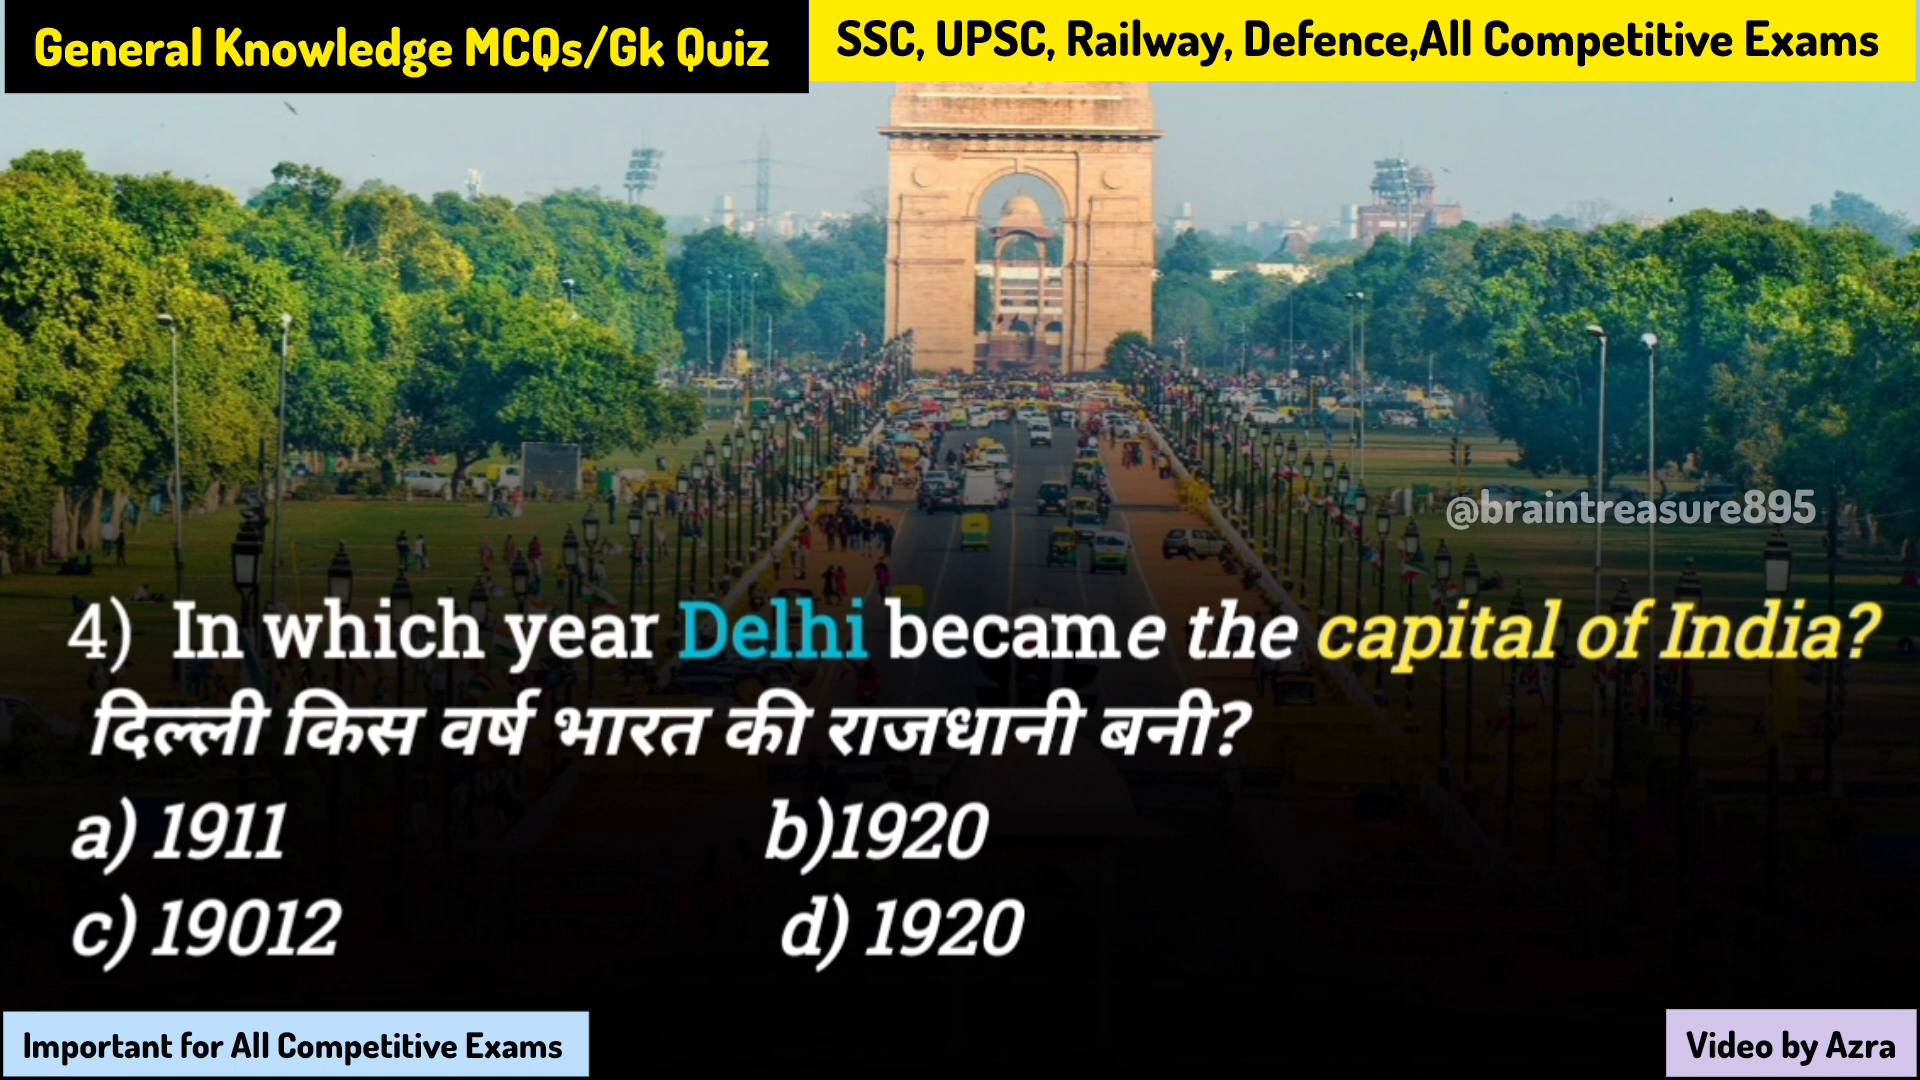 General Knowledge MCQs/Gk Quiz
SSC, UPSC, Railway, Defence,All Competitive Exams
@braintreasure895
4) In which year Delhi became the capital of India?
दिल्ली किस वर्ष भारत की राजधानी बनी?
a) 1911 b)1920
c) 19012 d) 1920
Important for All Competitive Exams
Video by Azra